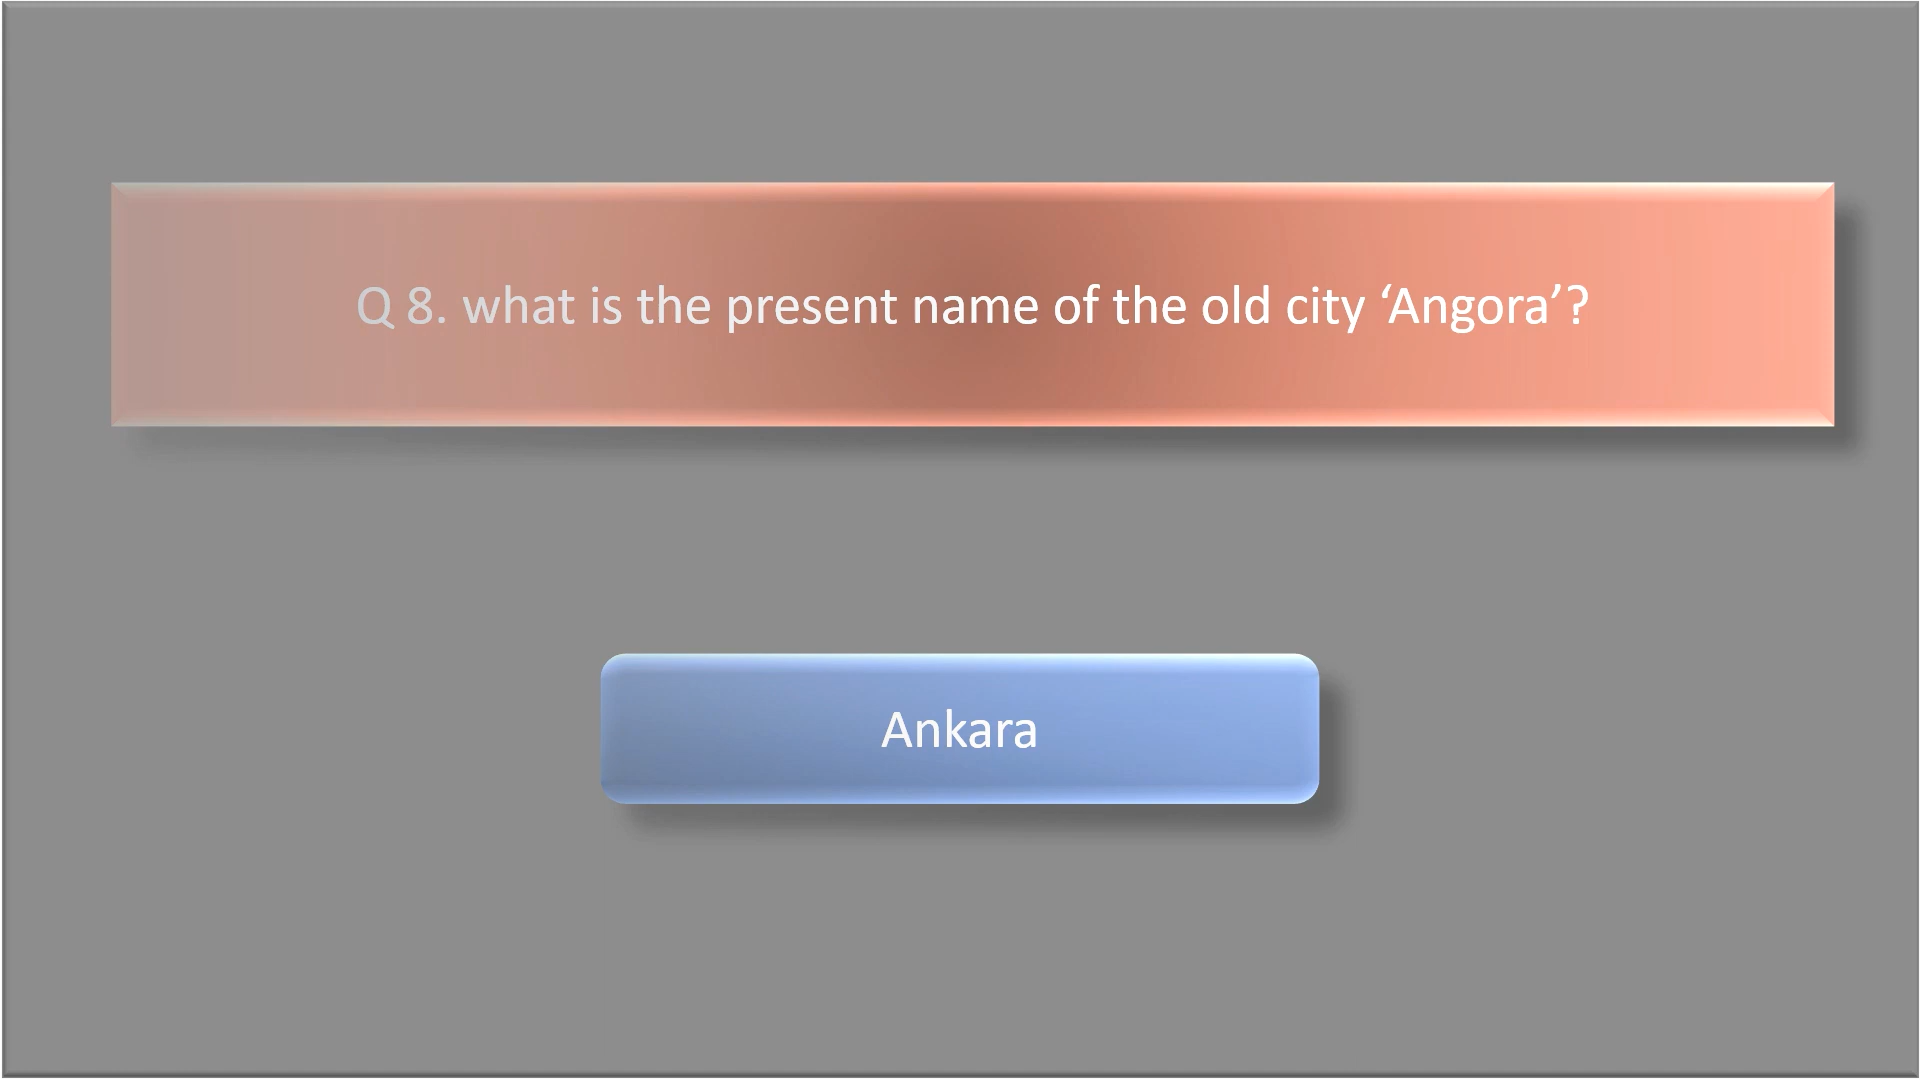 Q 8. what is the present name of the old city ‘Angora’?
Ankara